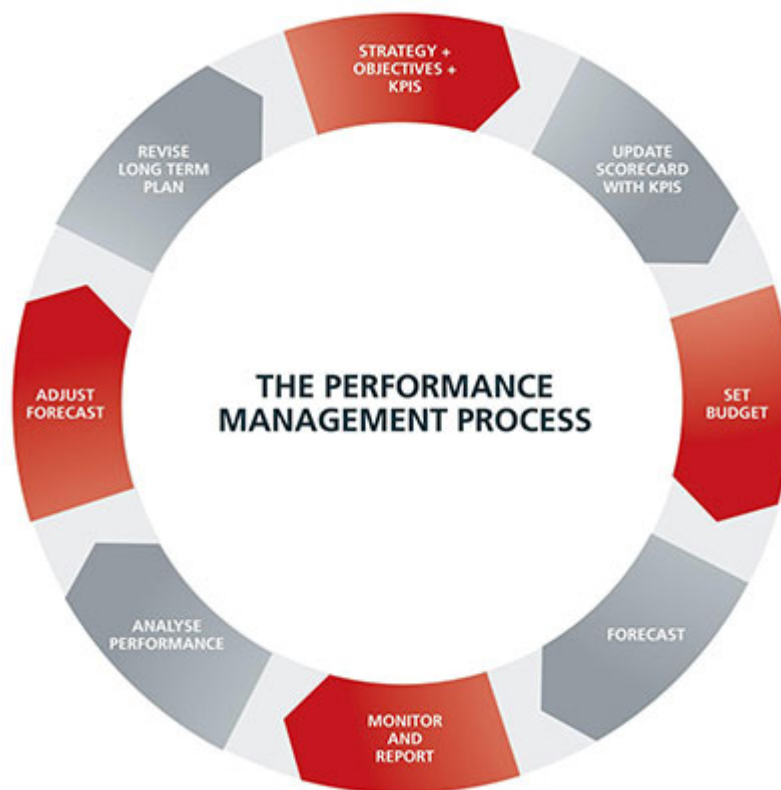 STRATEGY +
OBJECTIVES +
KPIS
UPDATE
SCORECARD
WITH KPIS
SET
BUDGET
FORECAST
MONITOR
AND
REPORT
ANALYSE
PERFORMANCE
ADJUST
FORECAST
REVISE
LONG TERM
PLAN
THE PERFORMANCE
MANAGEMENT PROCESS